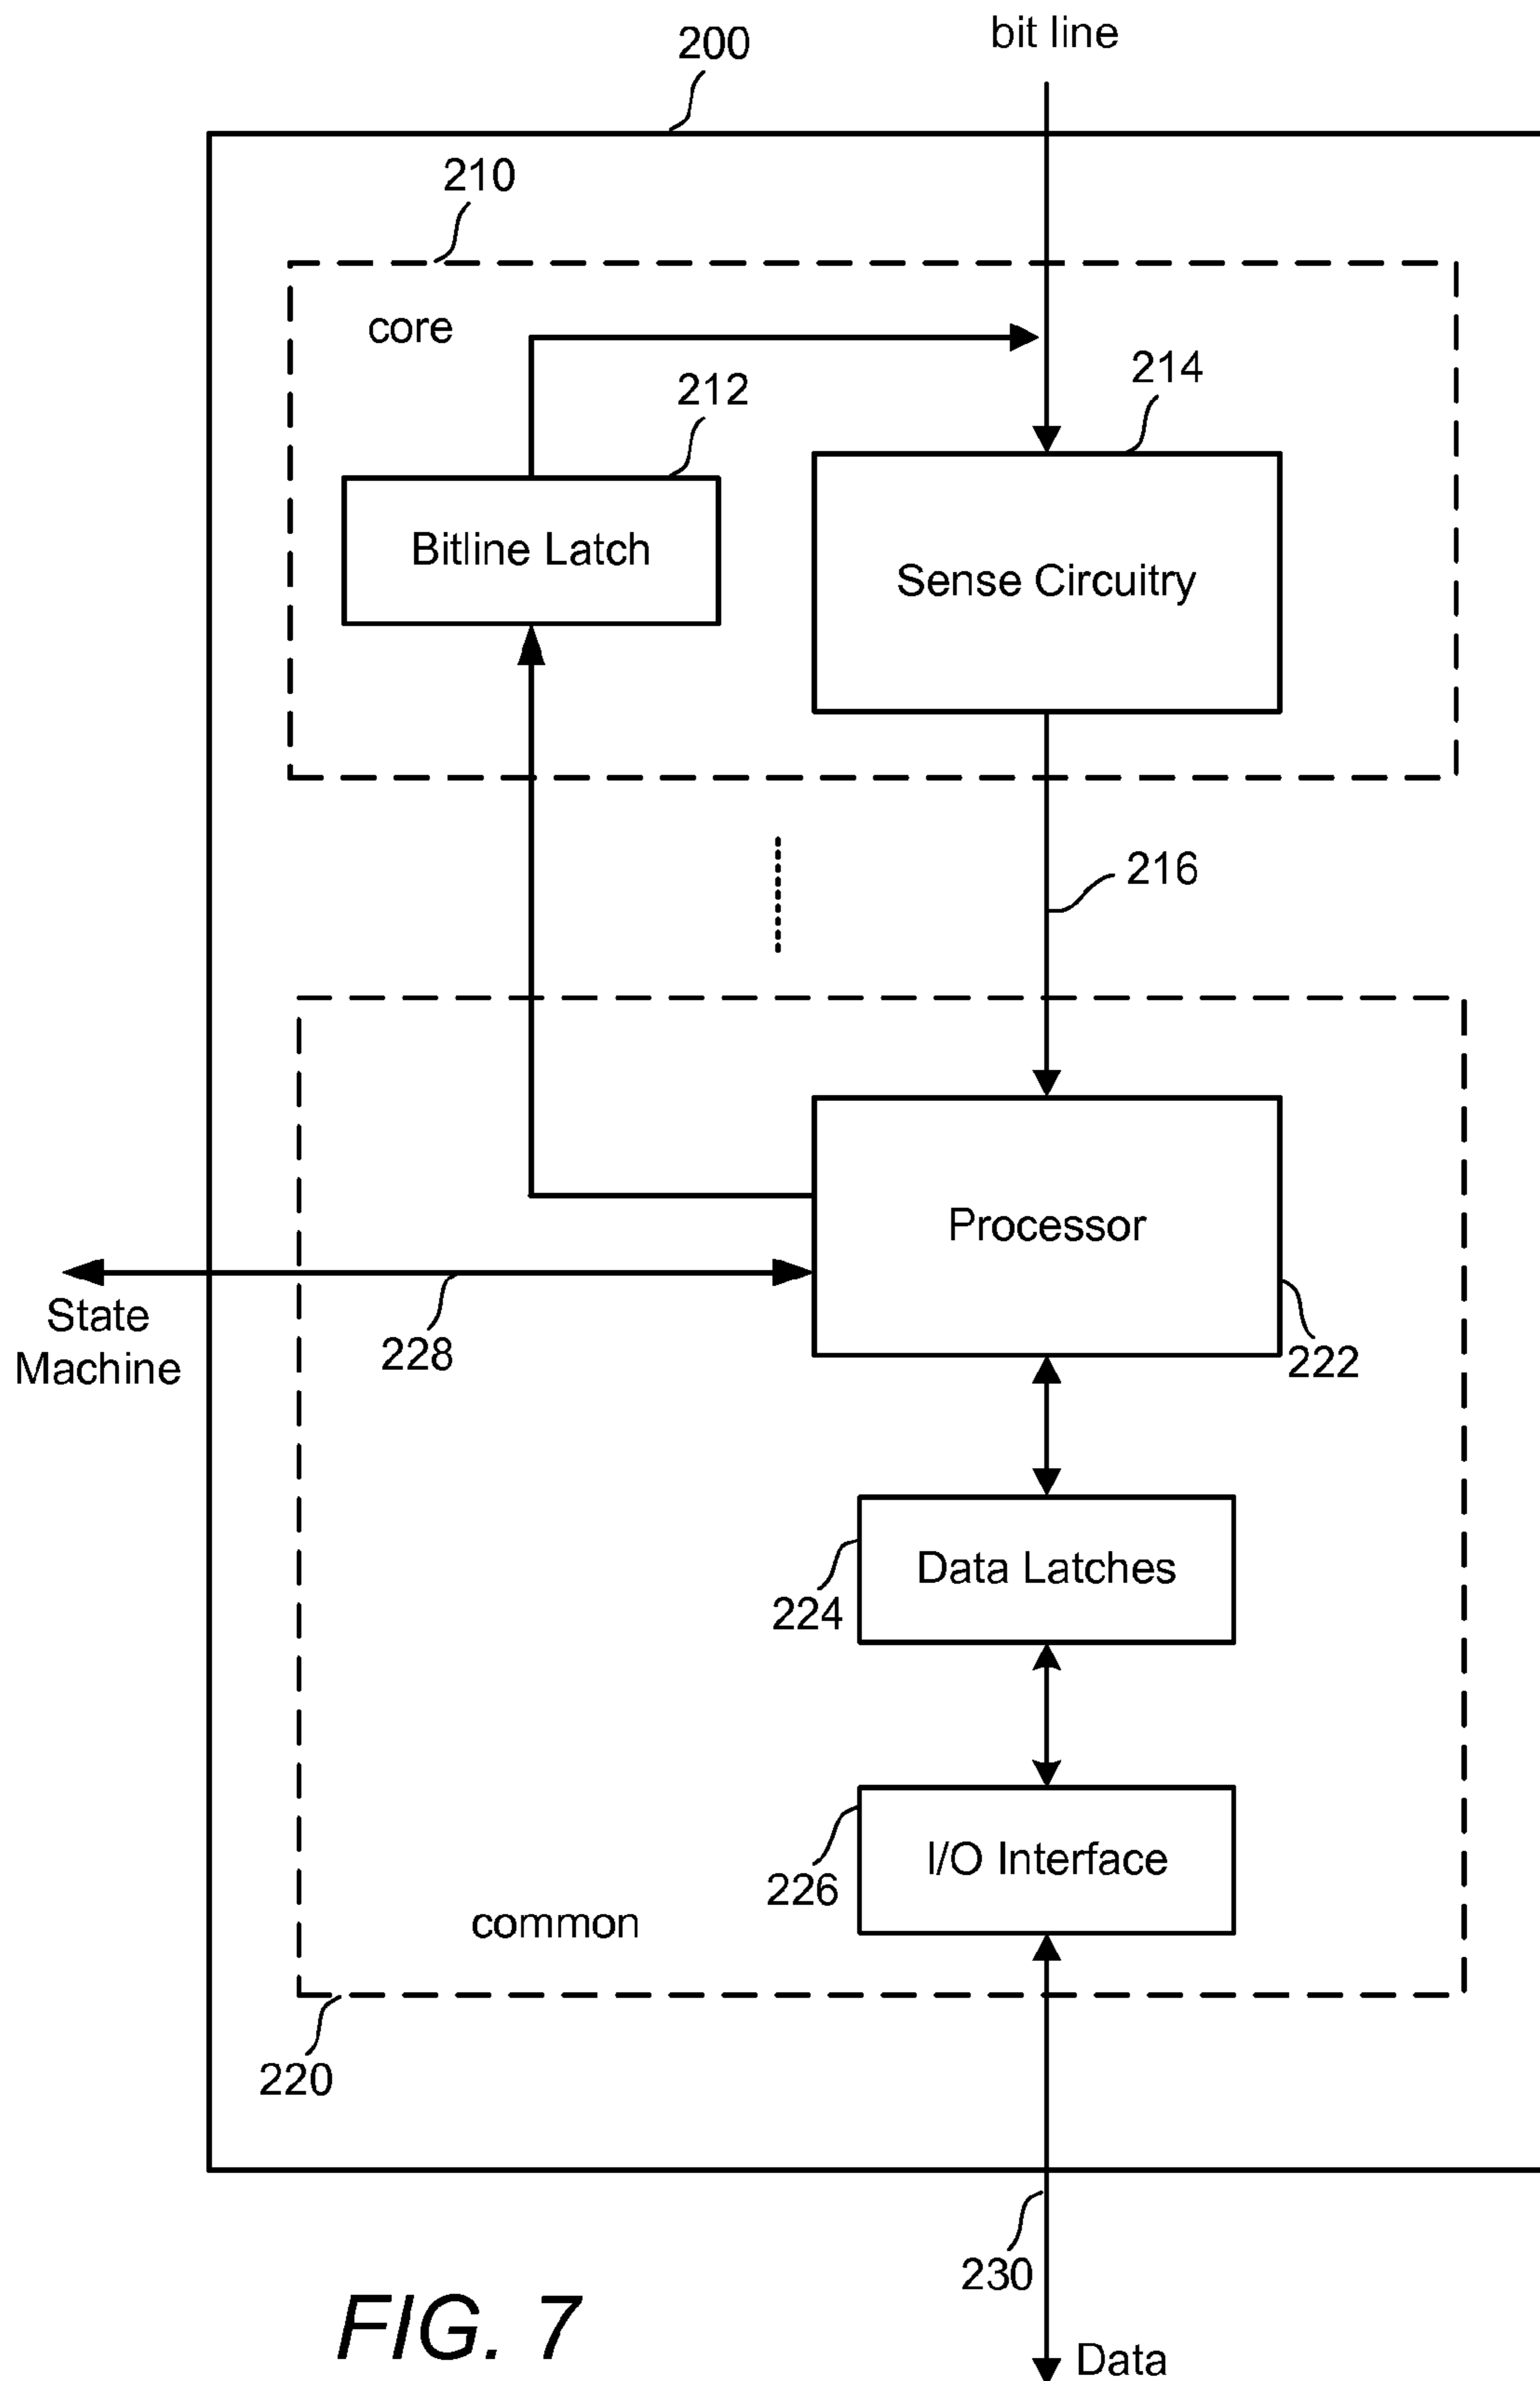 bit line
200
210
core
212
214
Bitline Latch
Sense Circuitry
216
Processor
State
Machine
228
222
Data Latches
224
I/O Interface
226
common
220
230
FIG. 7
Data